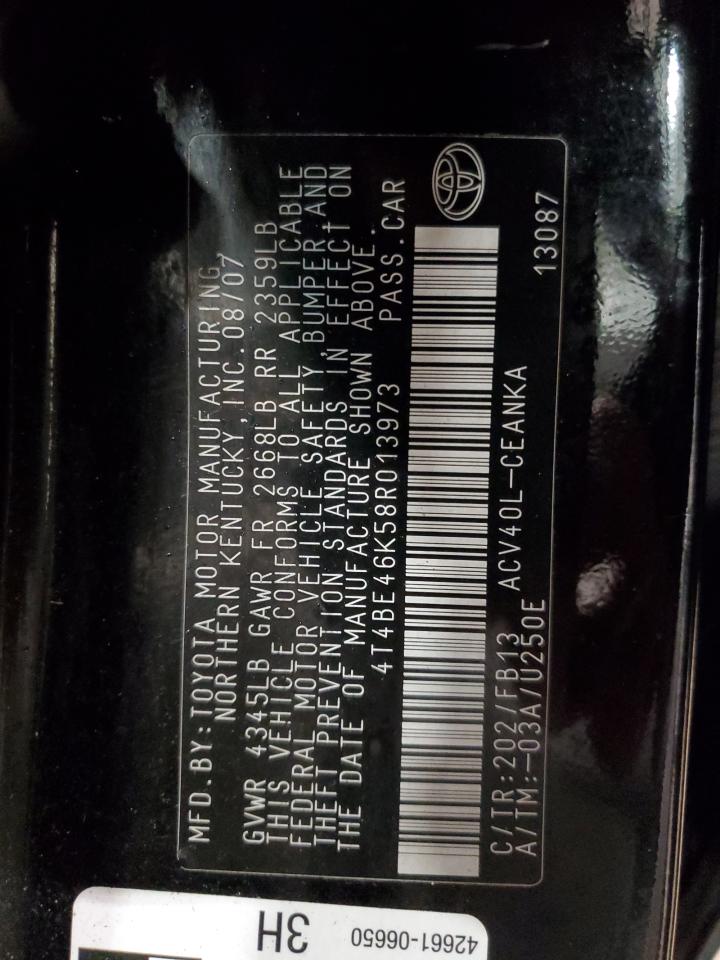 MFD.BY:TOYOTA MOTOR MANUFACTURING,
NORTHERN KENTUCKY,INC.08/07
GVWR 4345LB GAWR FR 2668LB RR 2359LB
THIS VEHICLE CONFORMS TO ALL APPLICABLE
FEDERAL MOTOR VEHICLE SAFETY, BUMPER,AND
THEFT PREVENTION STANDARDS IN EFFECT ON
THE DATE OF MANUFACTURE SHOWN ABOVE.
4T4BE46K58R013973 PASS.CAR
C/TR:202/FB13 ACV40L-CEANKA 13087
A/TM:-03A/U250E
3H
42661-06650